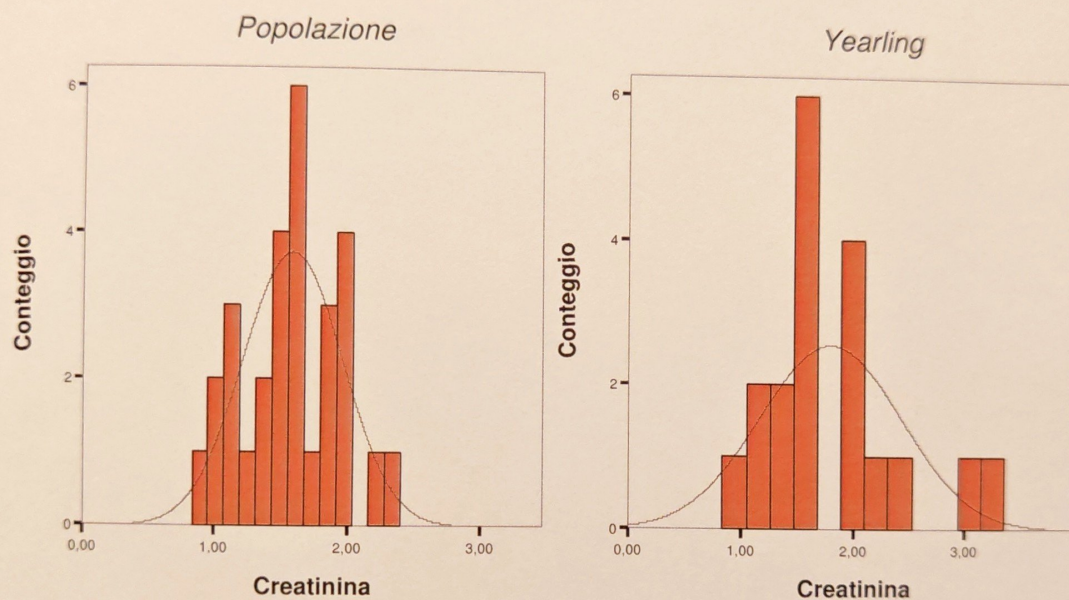 Popolazione
Conteggio
6
4
2
0
0,00 1,00 2,00 3,00
Creatinina
Yearling
Conteggio
6
4
2
0
0,00 1,00 2,00 3,00
Creatinina